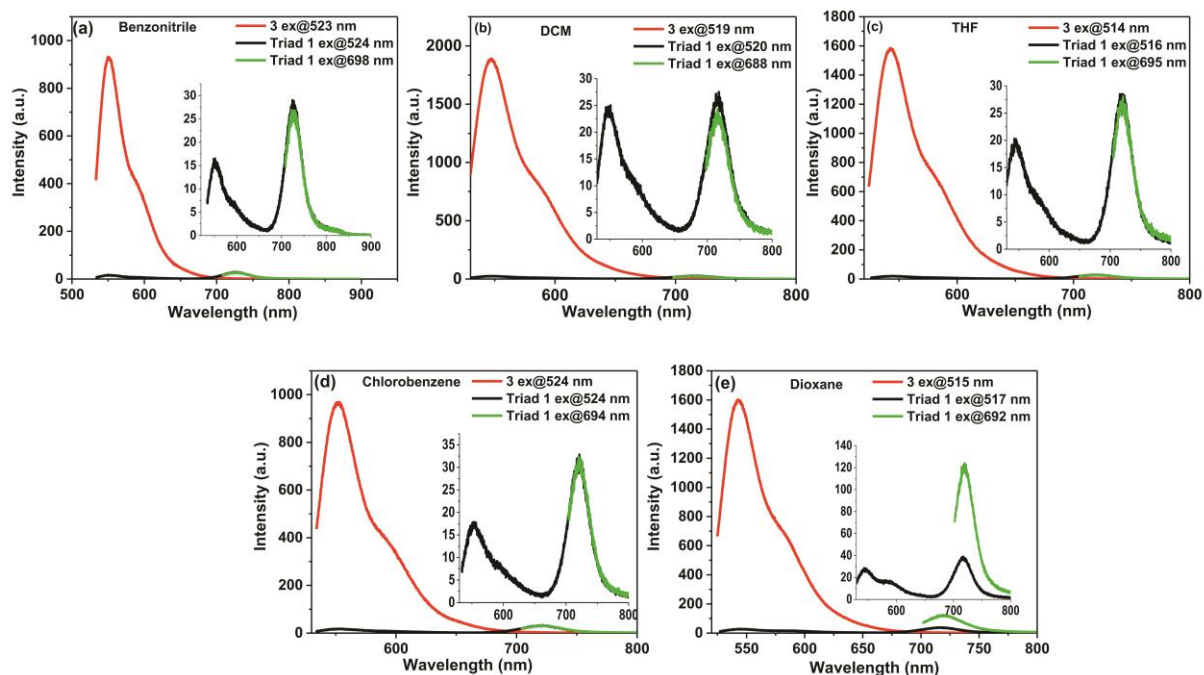 (a) Benzonitrile
3 ex@523 nm
Triad 1 ex@524 nm
Triad 1 ex@698 nm
Intensity (a.u.)
1000
800
600
400
200
0
30
25
20
15
10
5
0
600 700 800 900
500 600 700 800 900
Wavelength (nm)
(b) DCM
3 ex@519 nm
Triad 1 ex@520 nm
Triad 1 ex@688 nm
Intensity (a.u.)
2000
1500
1000
500
0
30
25
20
15
10
5
0
600 700 800
600 700 800
Wavelength (nm)
(c) THF
3 ex@514 nm
Triad 1 ex@516 nm
Triad 1 ex@695 nm
Intensity (a.u.)
1800
1600
1400
1200
1000
800
600
400
200
0
30
25
20
15
10
5
0
600 700 800
600 700 800
Wavelength (nm)
(d) Chlorobenzene
3 ex@524 nm
Triad 1 ex@524 nm
Triad 1 ex@694 nm
Intensity (a.u.)
1000
800
600
400
200
0
35
30
25
20
15
10
5
0
600 700 800
600 700 800
Wavelength (nm)
(e) Dioxane
3 ex@515 nm
Triad 1 ex@517 nm
Triad 1 ex@692 nm
Intensity (a.u.)
1800
1600
1400
1200
1000
800
600
400
200
0
140
120
100
80
60
40
20
0
600 700 800
525 550 575 600 625 650 675 700 725 750 775 800
Wavelength (nm)